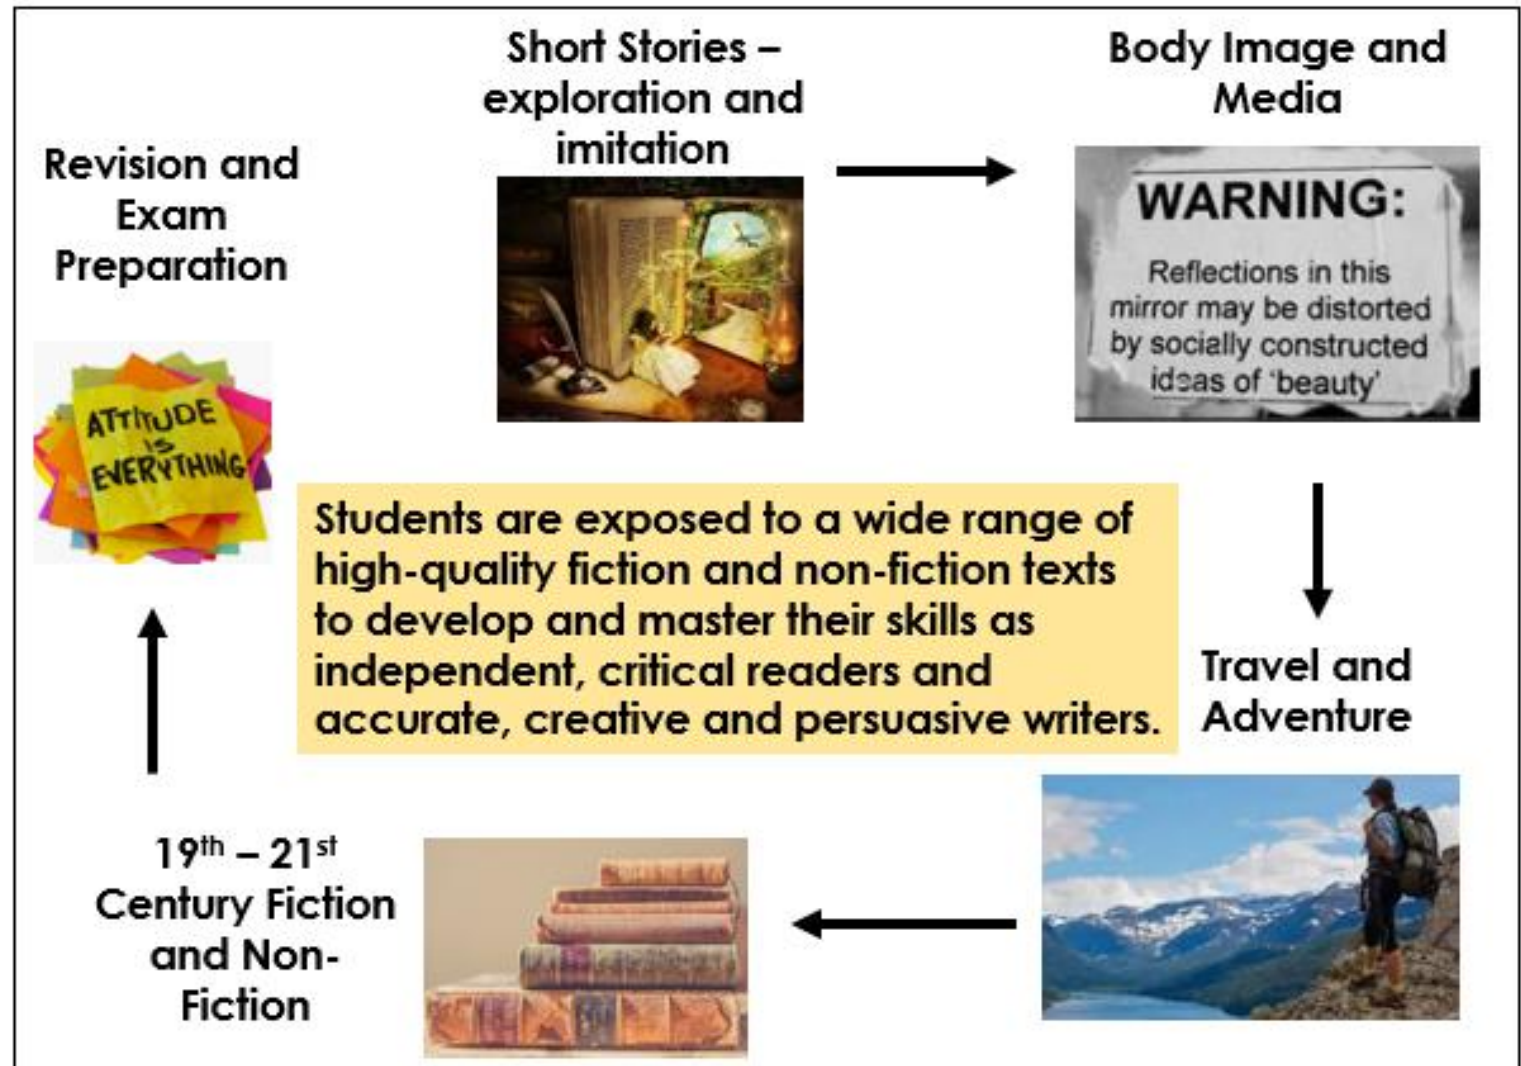 Short Stories –
exploration and
imitation
Body Image and
Media
WARNING:
Reflections in this
mirror may be distorted
by socially constructed
ideas of ‘beauty’
Travel and
Adventure
19th – 21st
Century Fiction
and Non-
Fiction
Revision and
Exam
Preparation
ATTITUDE
IS
EVERYTHING
Students are exposed to a wide range of
high-quality fiction and non-fiction texts
to develop and master their skills as
independent, critical readers and
accurate, creative and persuasive writers.